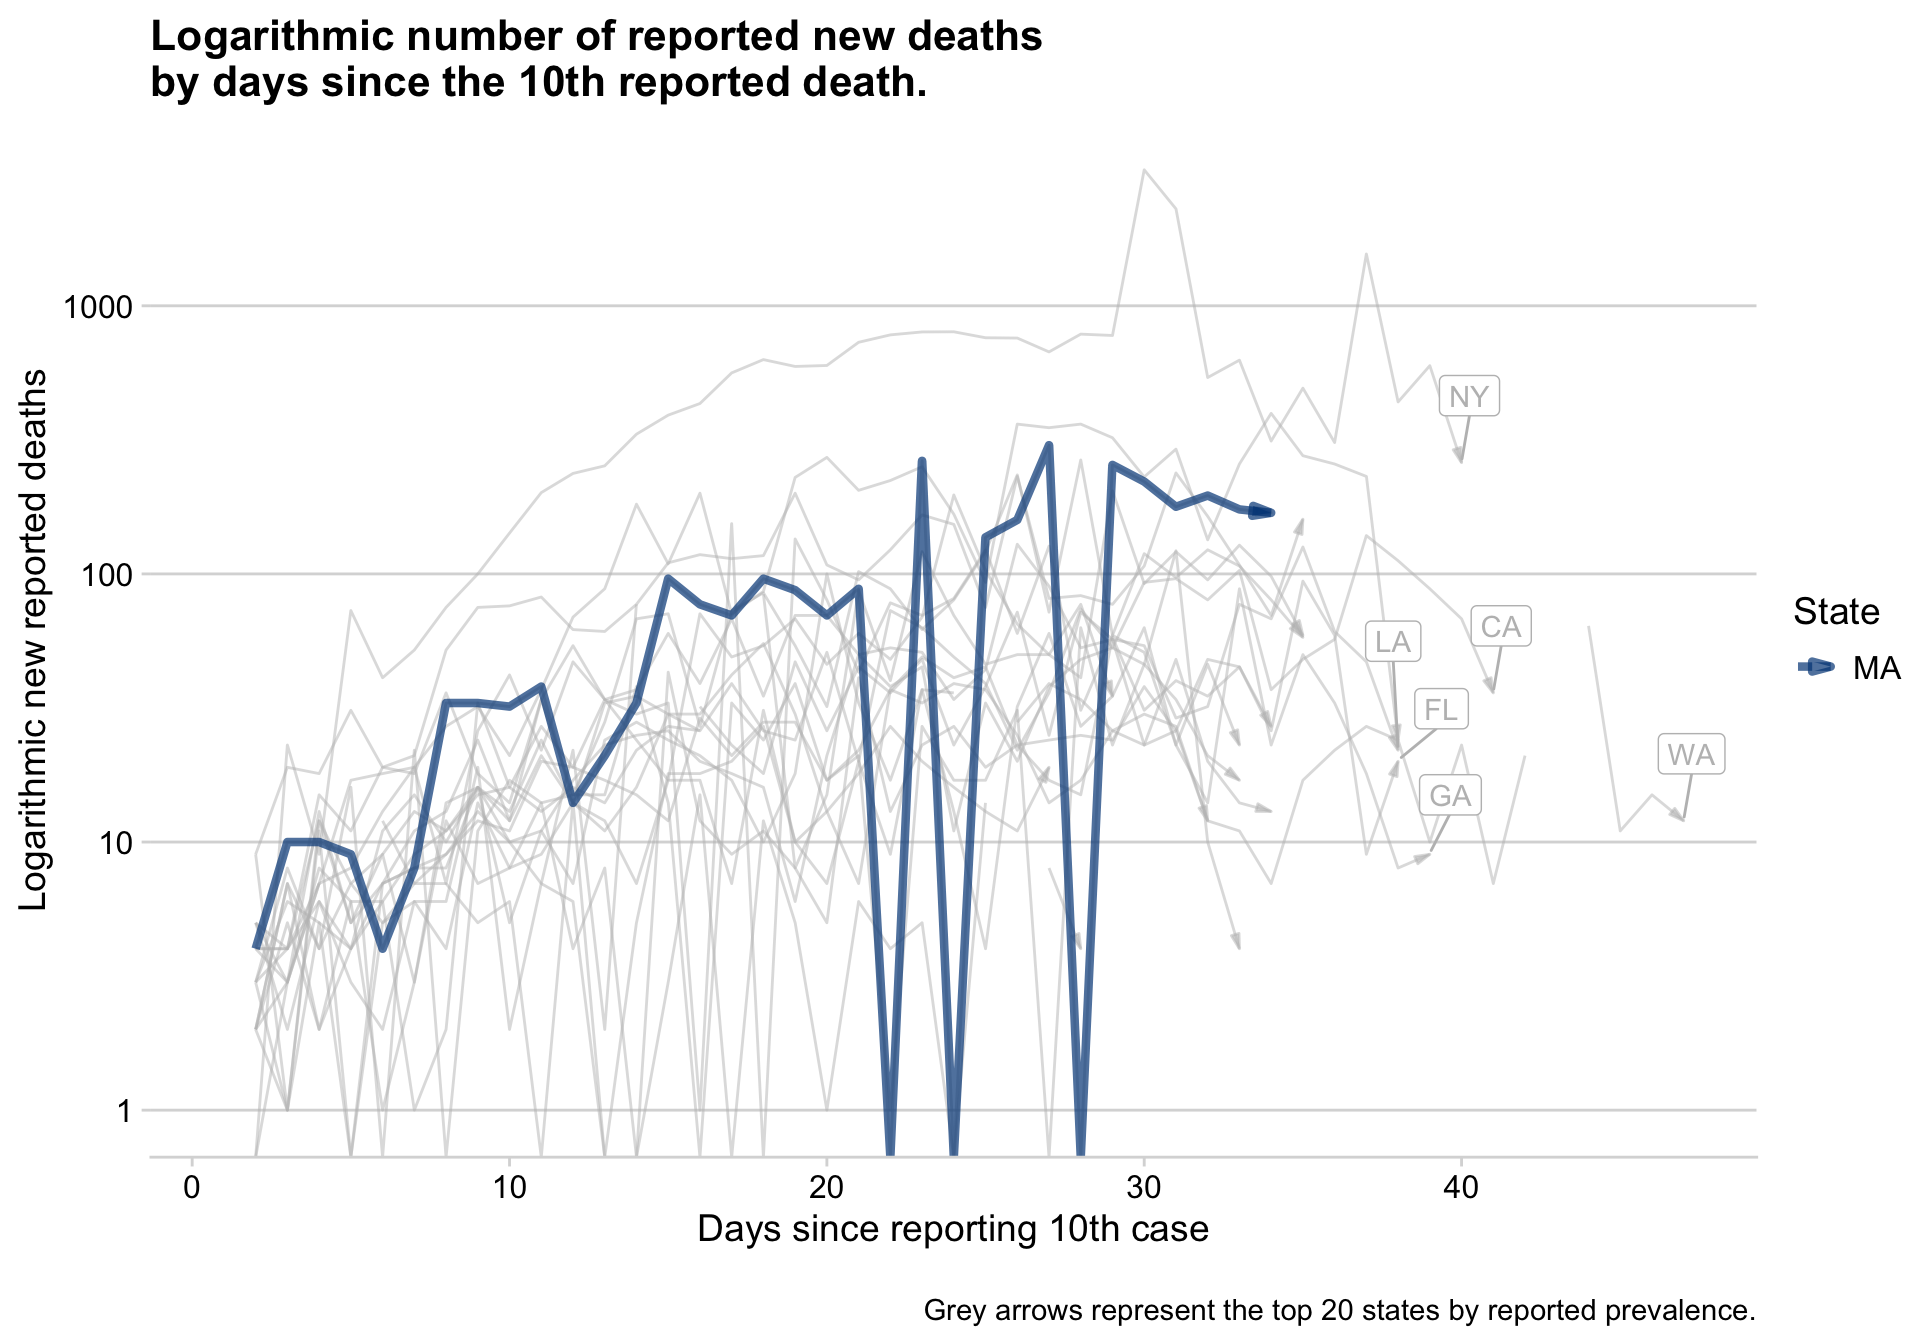 Logarithmic number of reported new deaths
by days since the 10th reported death.
Logarithmic new reported deaths
1000
100
10
1
NY
CA
LA
FL
GA
WA
State
MA
0
10
20
30
40
Days since reporting 10th case
Grey arrows represent the top 20 states by reported prevalence.